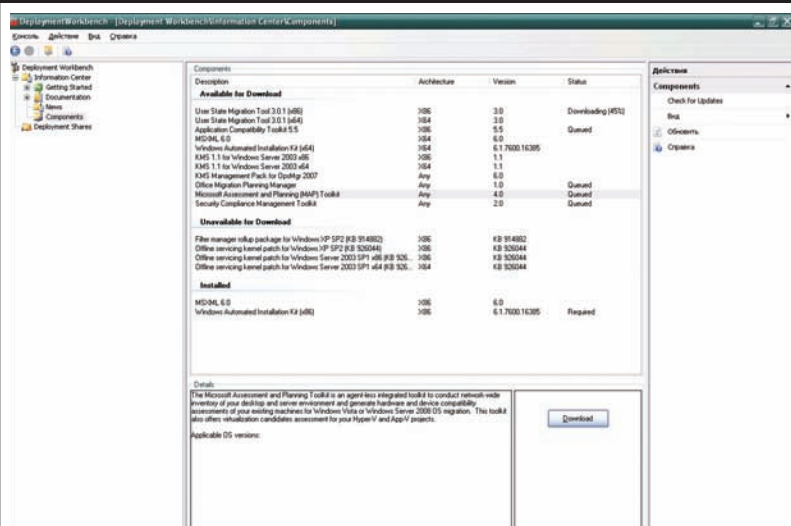 DeploymentWorkbench - [Deployment Workbench\Information Center\Components]
Консоль Действие Вид Справка
Deployment Workbench
Information Center
Getting Started
Documentation
News
Components
Deployment Shares
Components
Description Architecture Version Status
Available for Download
User State Migration Tool 3.0.1 (x86) X86 3.0 Downloading (45%)
User State Migration Tool 3.0.1 (x64) X64 3.0
Application Compatibility Toolkit 5.5 X86 5.5 Queued
MSXML 6.0 X64 6.0
Windows Automated Installation Kit (x64) X64 6.1.7600.16385
KMS 1.1 for Windows Server 2003 x86 X86 1.1
KMS 1.1 for Windows Server 2003 x64 X64 1.1
KMS Management Pack for OpsMgr 2007 Any 6.0
Office Migration Planning Manager Any 1.0 Queued
Microsoft Assessment and Planning (MAP) Toolkit Any 4.0 Queued
Security Compliance Management Toolkit Any 2.0 Queued
Unavailable for Download
Filter manager rollup package for Windows XP SP2 (KB 914882) X86 KB 914882
Offline servicing kernel patch for Windows XP SP2 (KB 926044) X86 KB 926044
Offline servicing kernel patch for Windows Server 2003 SP1 x86 (KB 926... X86 KB 926044
Offline servicing kernel patch for Windows Server 2003 SP1 x64 (KB 926... X64 KB 926044
Installed
MSXML 6.0 X86 6.0
Windows Automated Installation Kit (x86) X86 6.1.7600.16385 Required
Details
The Microsoft Assessment and Planning Toolkit is an agent-less integrated toolkit to conduct network-wide
inventory of your desktop and server environment and generate hardware and device compatibility
assessments of your existing machines for Windows Vista or Windows Server 2008 OS migration. This toolkit
also offers virtualization candidates assessment for your Hyper-V and App-V projects.
Applicable OS versions:
Download
Действия
Components
Check for Updates
Вид
Обновить
Справка